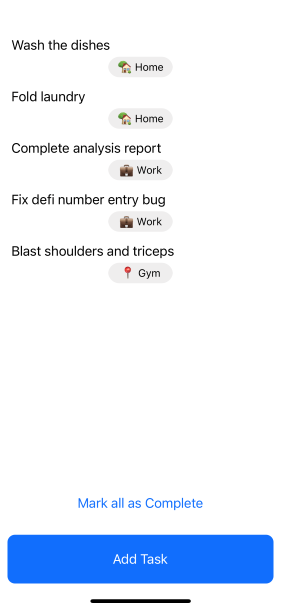 Wash the dishes
🏡 Home
Fold laundry
🏡 Home
Complete analysis report
💼 Work
Fix defi number entry bug
💼 Work
Blast shoulders and triceps
📍 Gym
Mark all as Complete
Add Task